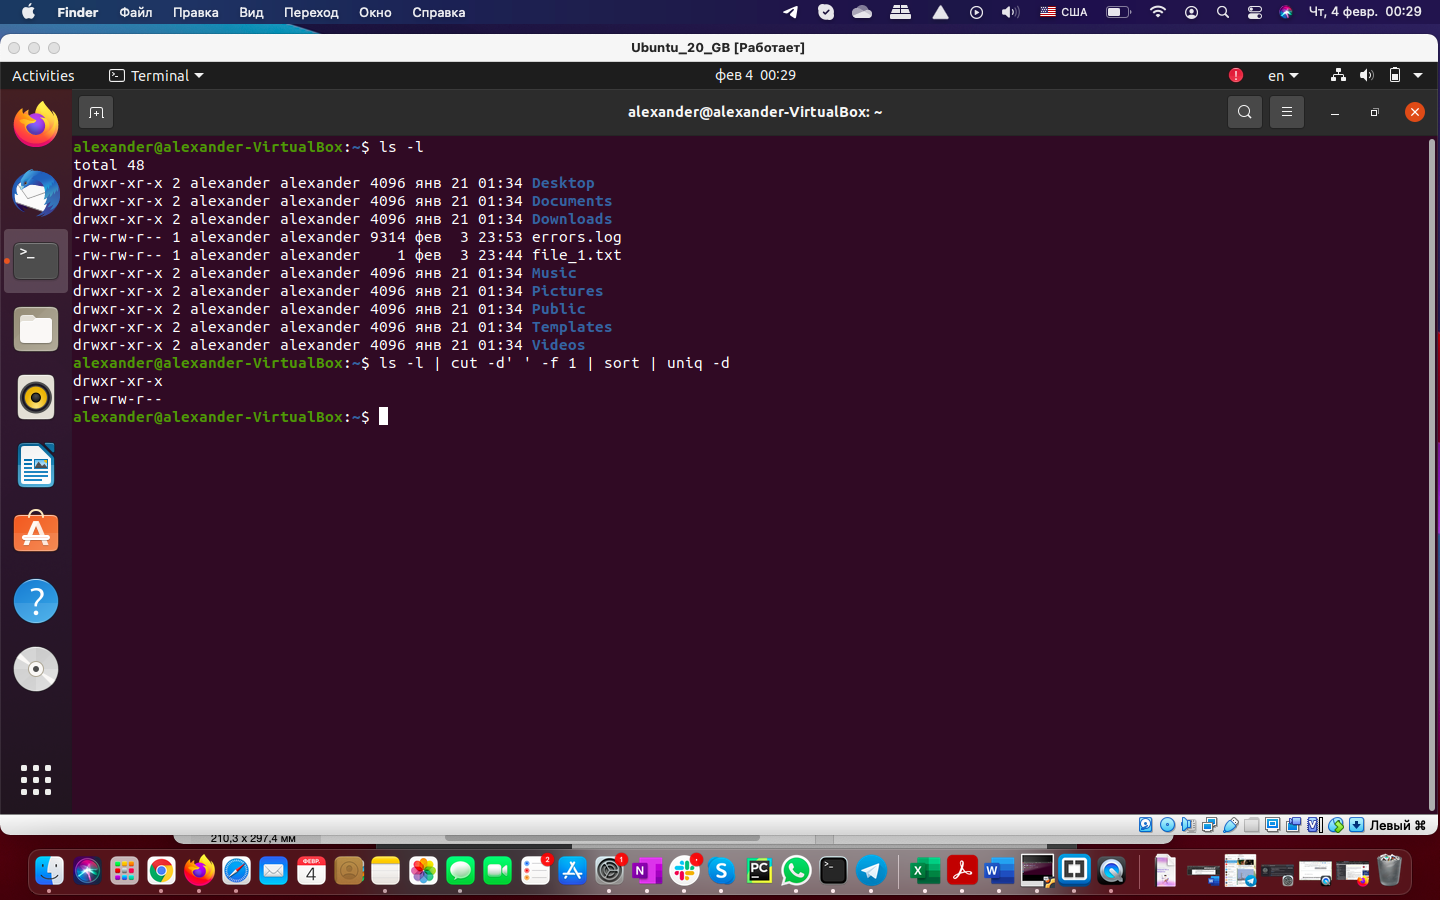 Finder Файл Правка Вид Переход Окно Справка США Чт, 4 февр. 00:29
Ubuntu_20_GB [Работает]
Activities Terminal фев 4 00:29 en
alexander@alexander-VirtualBox: ~
alexander@alexander-VirtualBox:~$ ls -l
total 48
drwxr-xr-x 2 alexander alexander 4096 янв 21 01:34 Desktop
drwxr-xr-x 2 alexander alexander 4096 янв 21 01:34 Documents
drwxr-xr-x 2 alexander alexander 4096 янв 21 01:34 Downloads
-rw-rw-r-- 1 alexander alexander 9314 фев  3 23:53 errors.log
-rw-rw-r-- 1 alexander alexander    1 фев  3 23:44 file_1.txt
drwxr-xr-x 2 alexander alexander 4096 янв 21 01:34 Music
drwxr-xr-x 2 alexander alexander 4096 янв 21 01:34 Pictures
drwxr-xr-x 2 alexander alexander 4096 янв 21 01:34 Public
drwxr-xr-x 2 alexander alexander 4096 янв 21 01:34 Templates
drwxr-xr-x 2 alexander alexander 4096 янв 21 01:34 Videos
alexander@alexander-VirtualBox:~$ ls -l | cut -d' ' -f 1 | sort | uniq -d
drwxr-xr-x
-rw-rw-r--
alexander@alexander-VirtualBox:~$
Левый ⌘
210,3 x 297,4 мм
ФЕВР.
4
2
1
PC